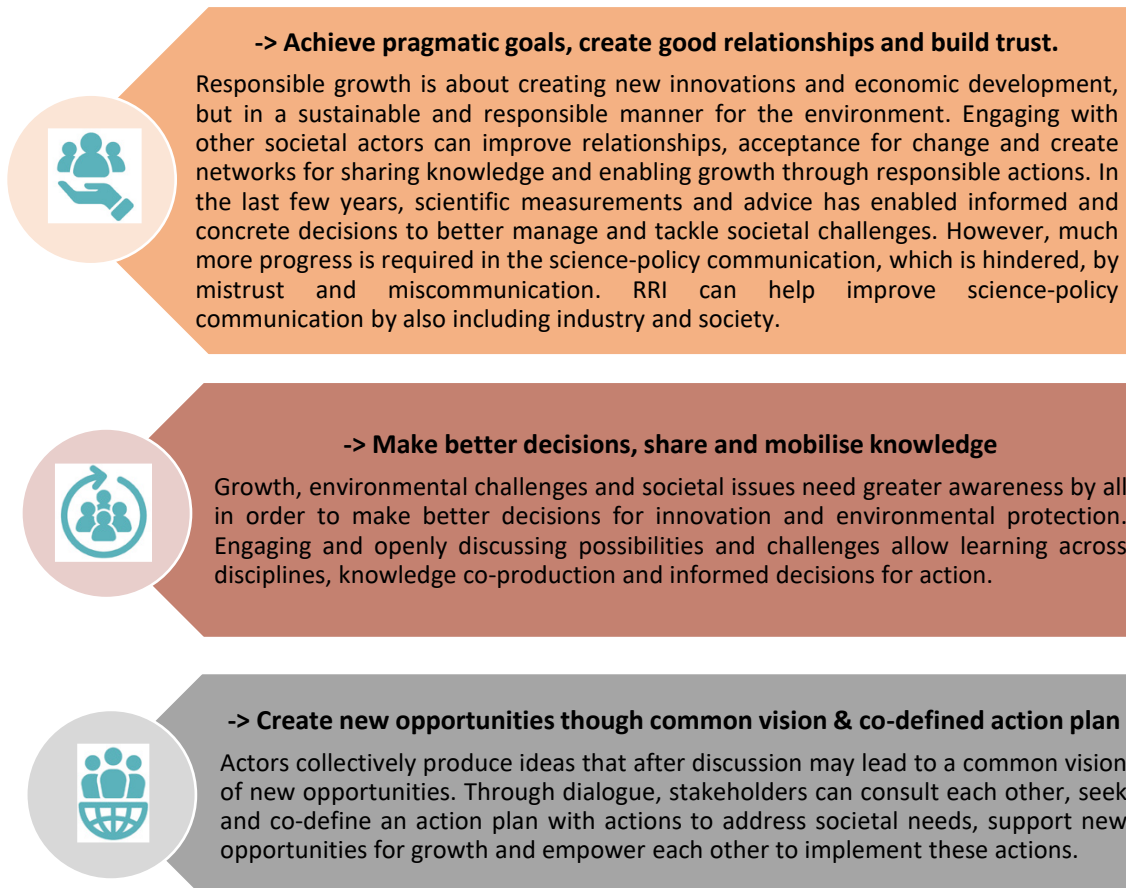 -> Achieve pragmatic goals, create good relationships and build trust.
Responsible growth is about creating new innovations and economic development,
but in a sustainable and responsible manner for the environment. Engaging with
other societal actors can improve relationships, acceptance for change and create
networks for sharing knowledge and enabling growth through responsible actions. In
the last few years, scientific measurements and advice has enabled informed and
concrete decisions to better manage and tackle societal challenges. However, much
more progress is required in the science-policy communication, which is hindered, by
mistrust and miscommunication. RRI can help improve science-policy
communication by also including industry and society.
-> Make better decisions, share and mobilise knowledge
Growth, environmental challenges and societal issues need greater awareness by all
in order to make better decisions for innovation and environmental protection.
Engaging and openly discussing possibilities and challenges allow learning across
disciplines, knowledge co-production and informed decisions for action.
-> Create new opportunities though common vision & co-defined action plan
Actors collectively produce ideas that after discussion may lead to a common vision
of new opportunities. Through dialogue, stakeholders can consult each other, seek
and co-define an action plan with actions to address societal needs, support new
opportunities for growth and empower each other to implement these actions.